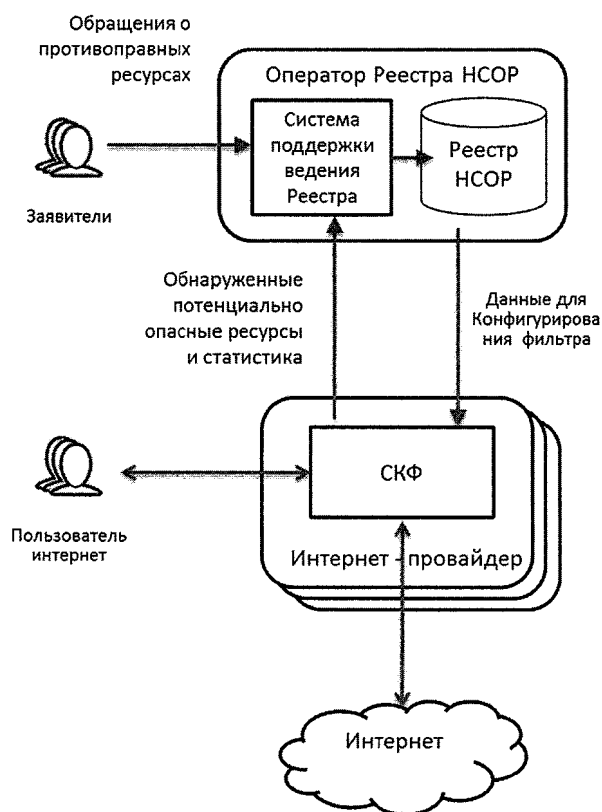 Обращения о
противоправных
ресурсах
Оператор Реестра НСОР
Система
поддержки
ведения
Реестра
Реестр
НСОР
Заявители
Обнаруженные
потенциально
опасные ресурсы
и статистика
Данные для
Конфигурирова
ния фильтра
СКФ
Пользователь
интернет
Интернет - провайдер
Интернет